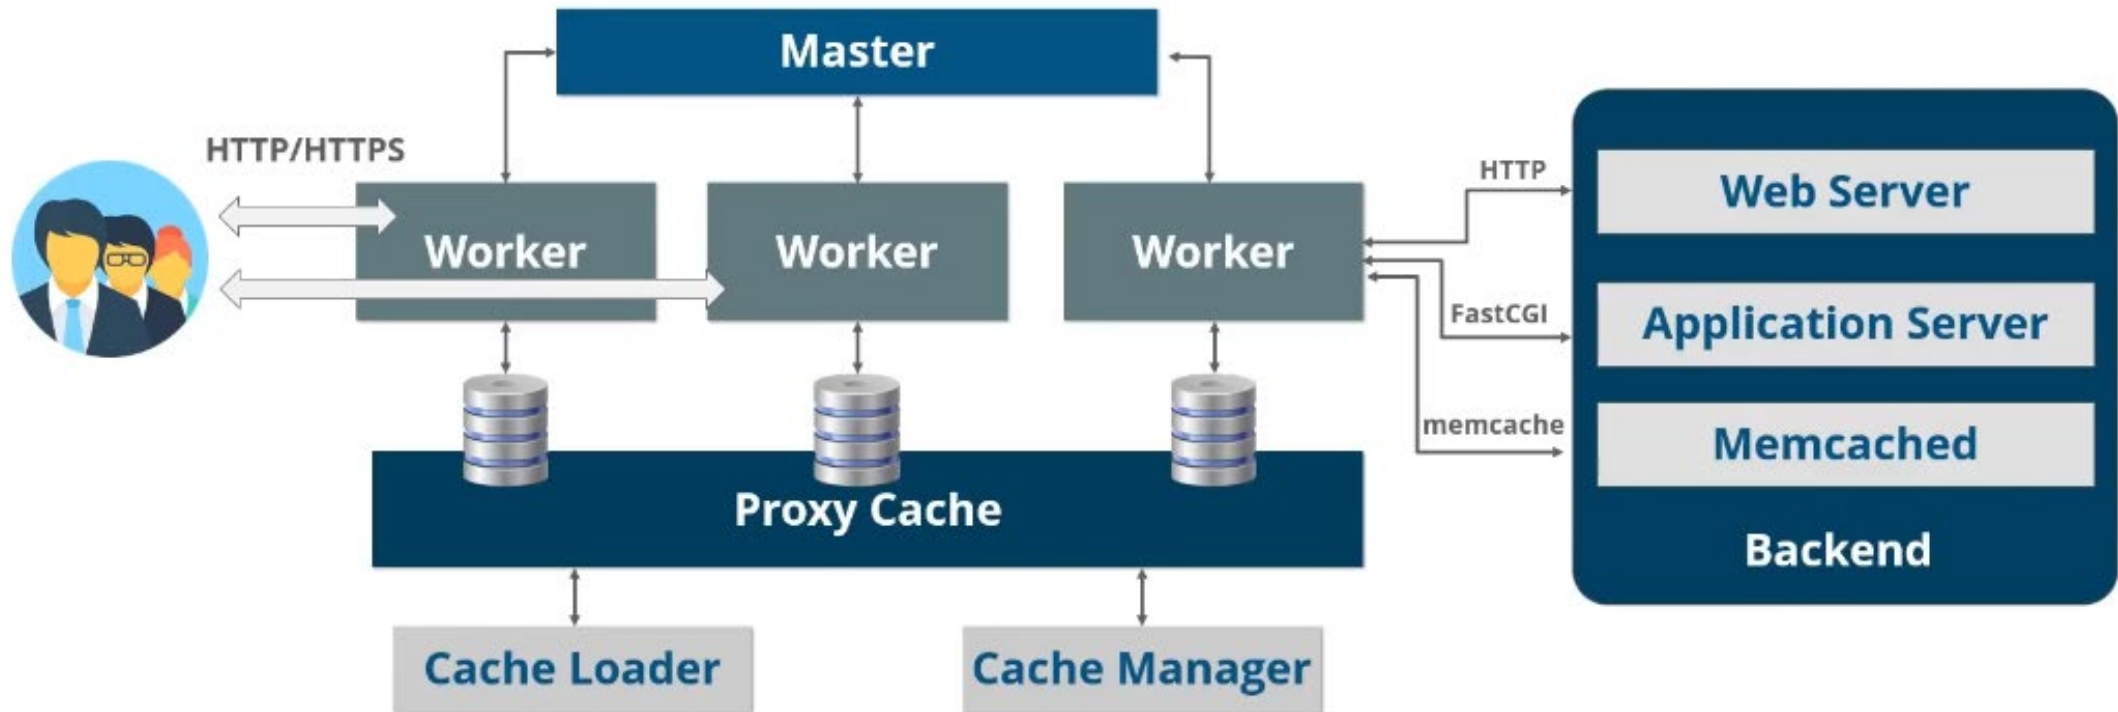 Master
HTTP/HTTPS
Worker
Worker
Worker
HTTP
FastCGI
memcache
Web Server
Application Server
Memcached
Backend
Proxy Cache
Cache Loader
Cache Manager